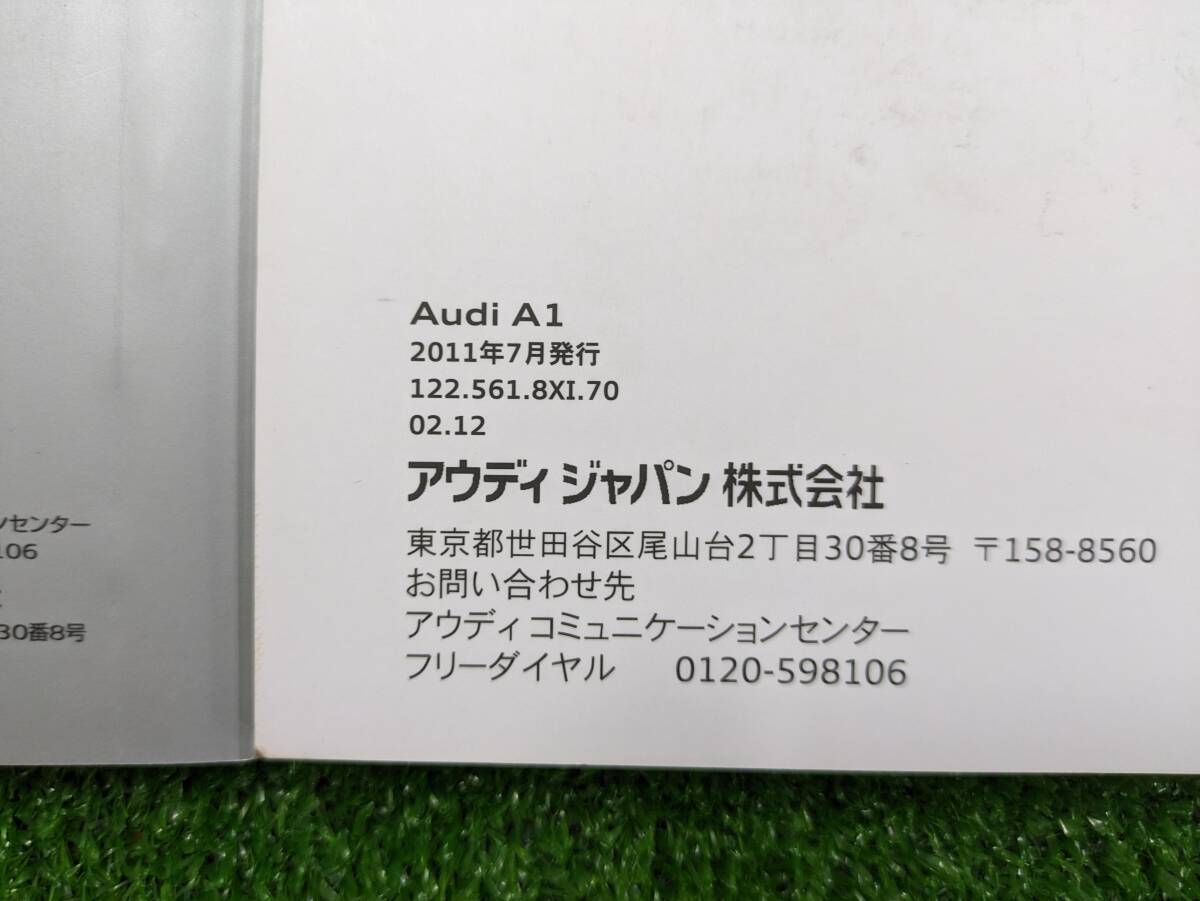 ンセンター
106
30番8号
Audi A1
2011年7月発行
122.561.8XI.70
02.12
アウディ ジャパン 株式会社
東京都世田谷区尾山台2丁目30番8号 〒158-8560
お問い合わせ先
アウディ コミュニケーションセンター
フリーダイヤル 0120-598106